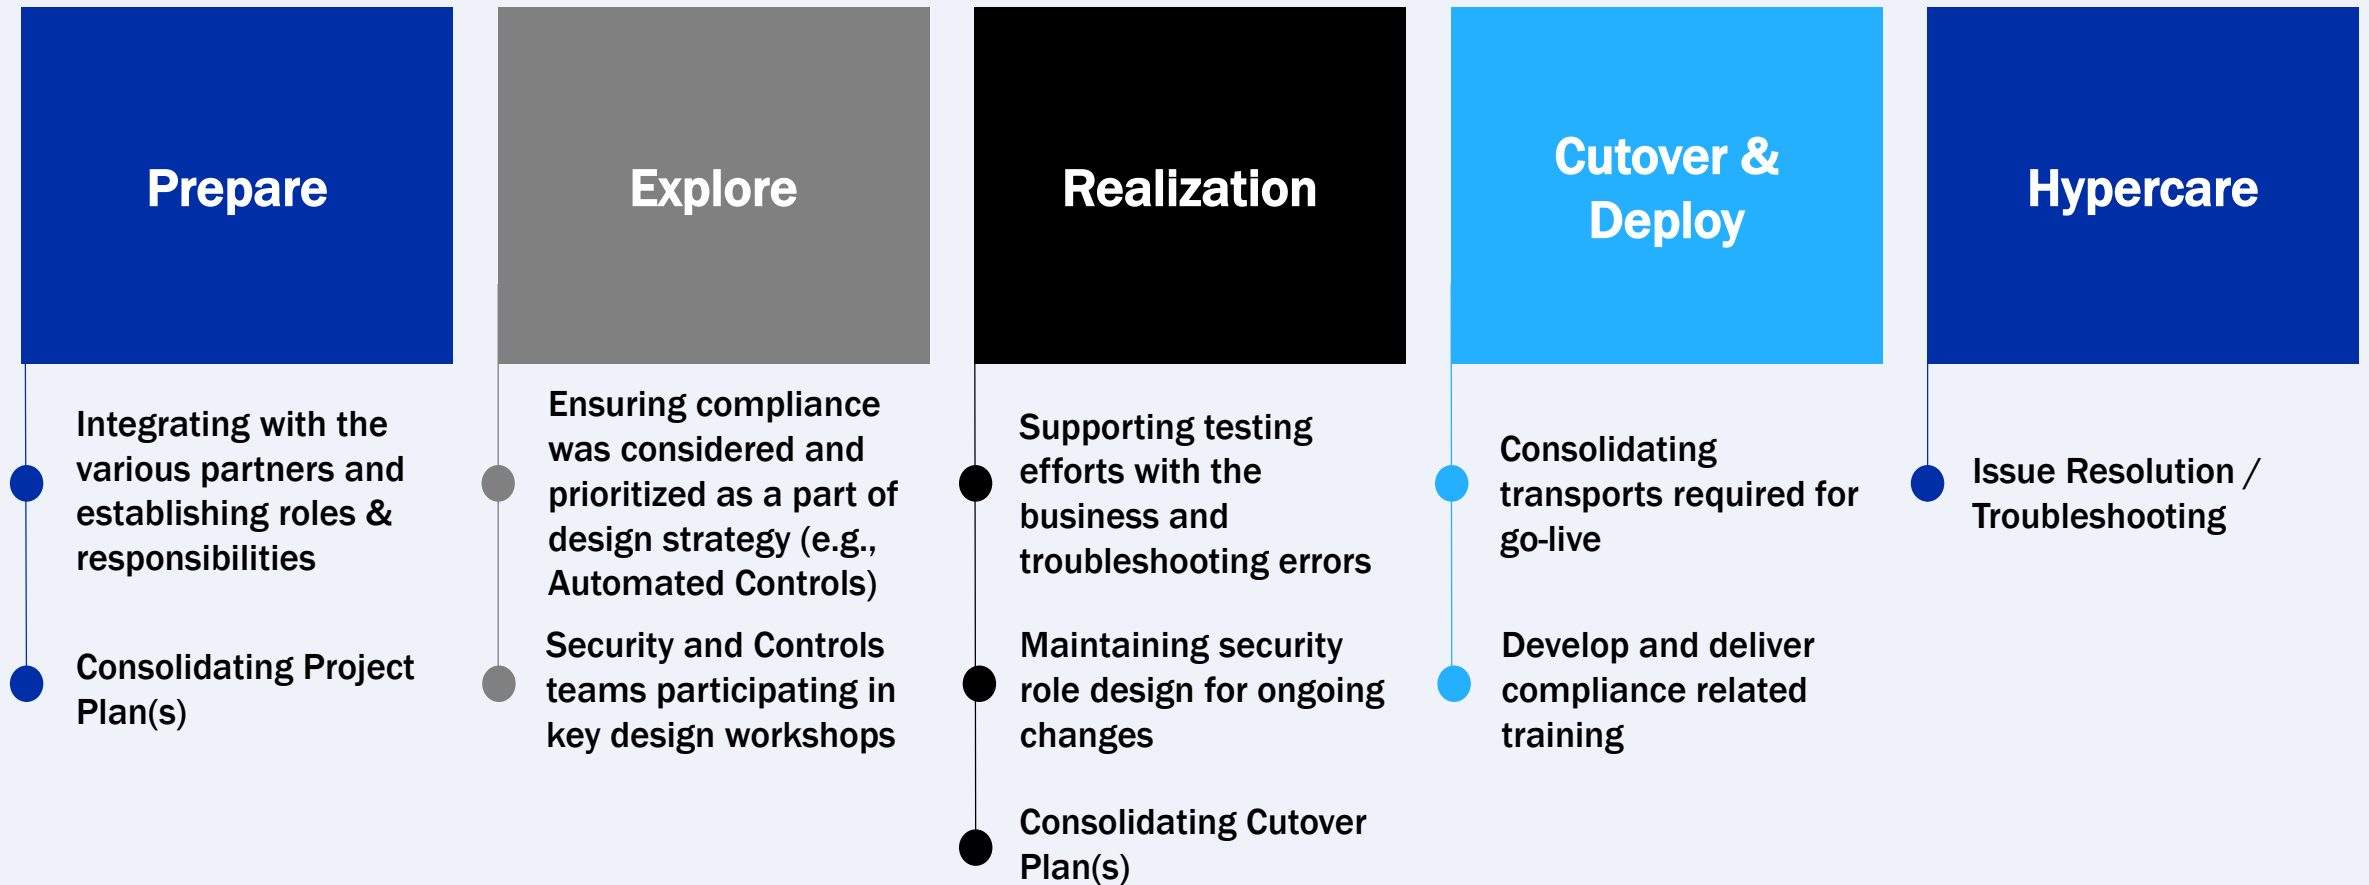 Prepare
Integrating with the
various partners and
establishing roles &
responsibilities
Consolidating Project
Plan(s)
Explore
Ensuring compliance
was considered and
prioritized as a part of
design strategy (e.g.,
Automated Controls)
Security and Controls
teams participating in
key design workshops
Realization
Supporting testing
efforts with the
business and
troubleshooting errors
Maintaining security
role design for ongoing
changes
Consolidating Cutover
Plan(s)
Cutover &
Deploy
Consolidating
transports required for
go-live
Develop and deliver
compliance related
training
Hypercare
Issue Resolution /
Troubleshooting